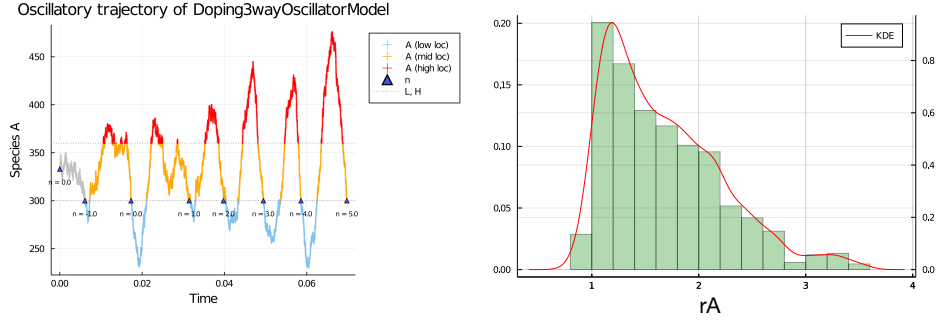 Oscillatory trajectory of Doping3wayOscillatorModel
450
400
350
300
250
Species A
n = 0.0
n = -1.0
n = 0.0
n = 1.0
n = 2.0
n = 3.0
n = 4.0
n = 5.0
0.00
0.02
0.04
0.06
Time
A (low loc)
A (mid loc)
A (high loc)
n
L, H
0.20
0.15
0.10
0.05
0.00
KDE
0.8
0.6
0.4
0.2
0.0
1
2
3
4
rA